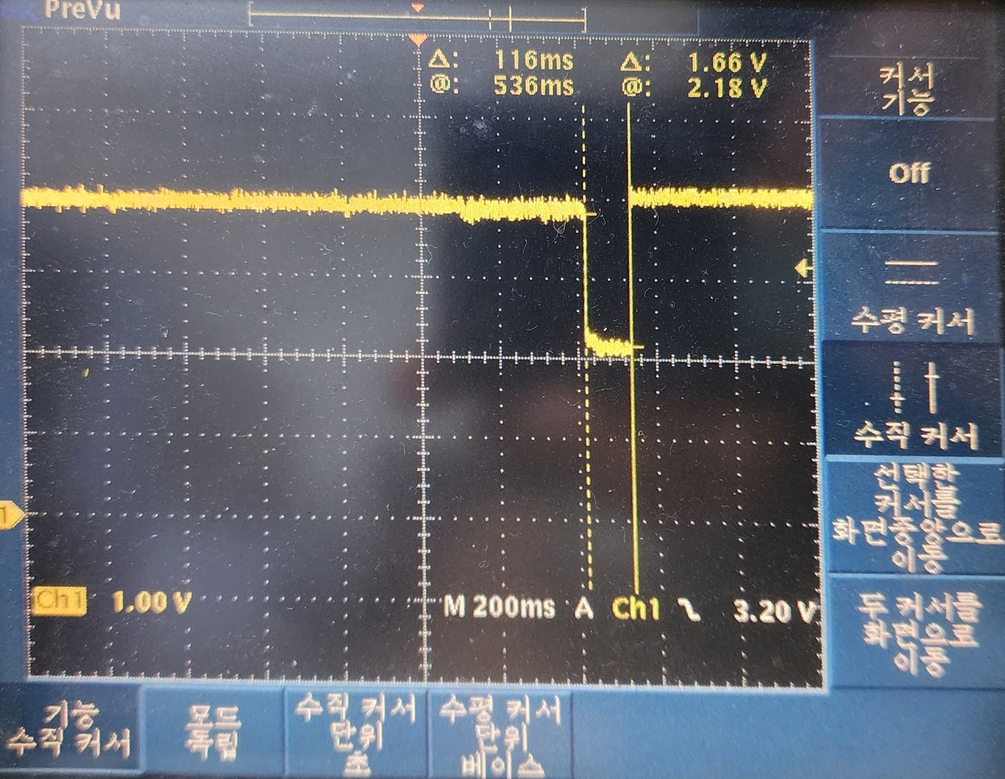 PreVu
Δ: 116ms Δ: 1.66 V
@: 536ms @: 2.18 V
커서
기능
Off
수평 커서
수직 커서
선택한
커서를
화면중앙으로
이동
두 커서를
화면으로
이동
1
Ch1 1.00 V M 200ms A Ch1 3.20 V
기능
수직 커서
모드
독립
수직 커서
단위
초
수평 커서
단위
베이스